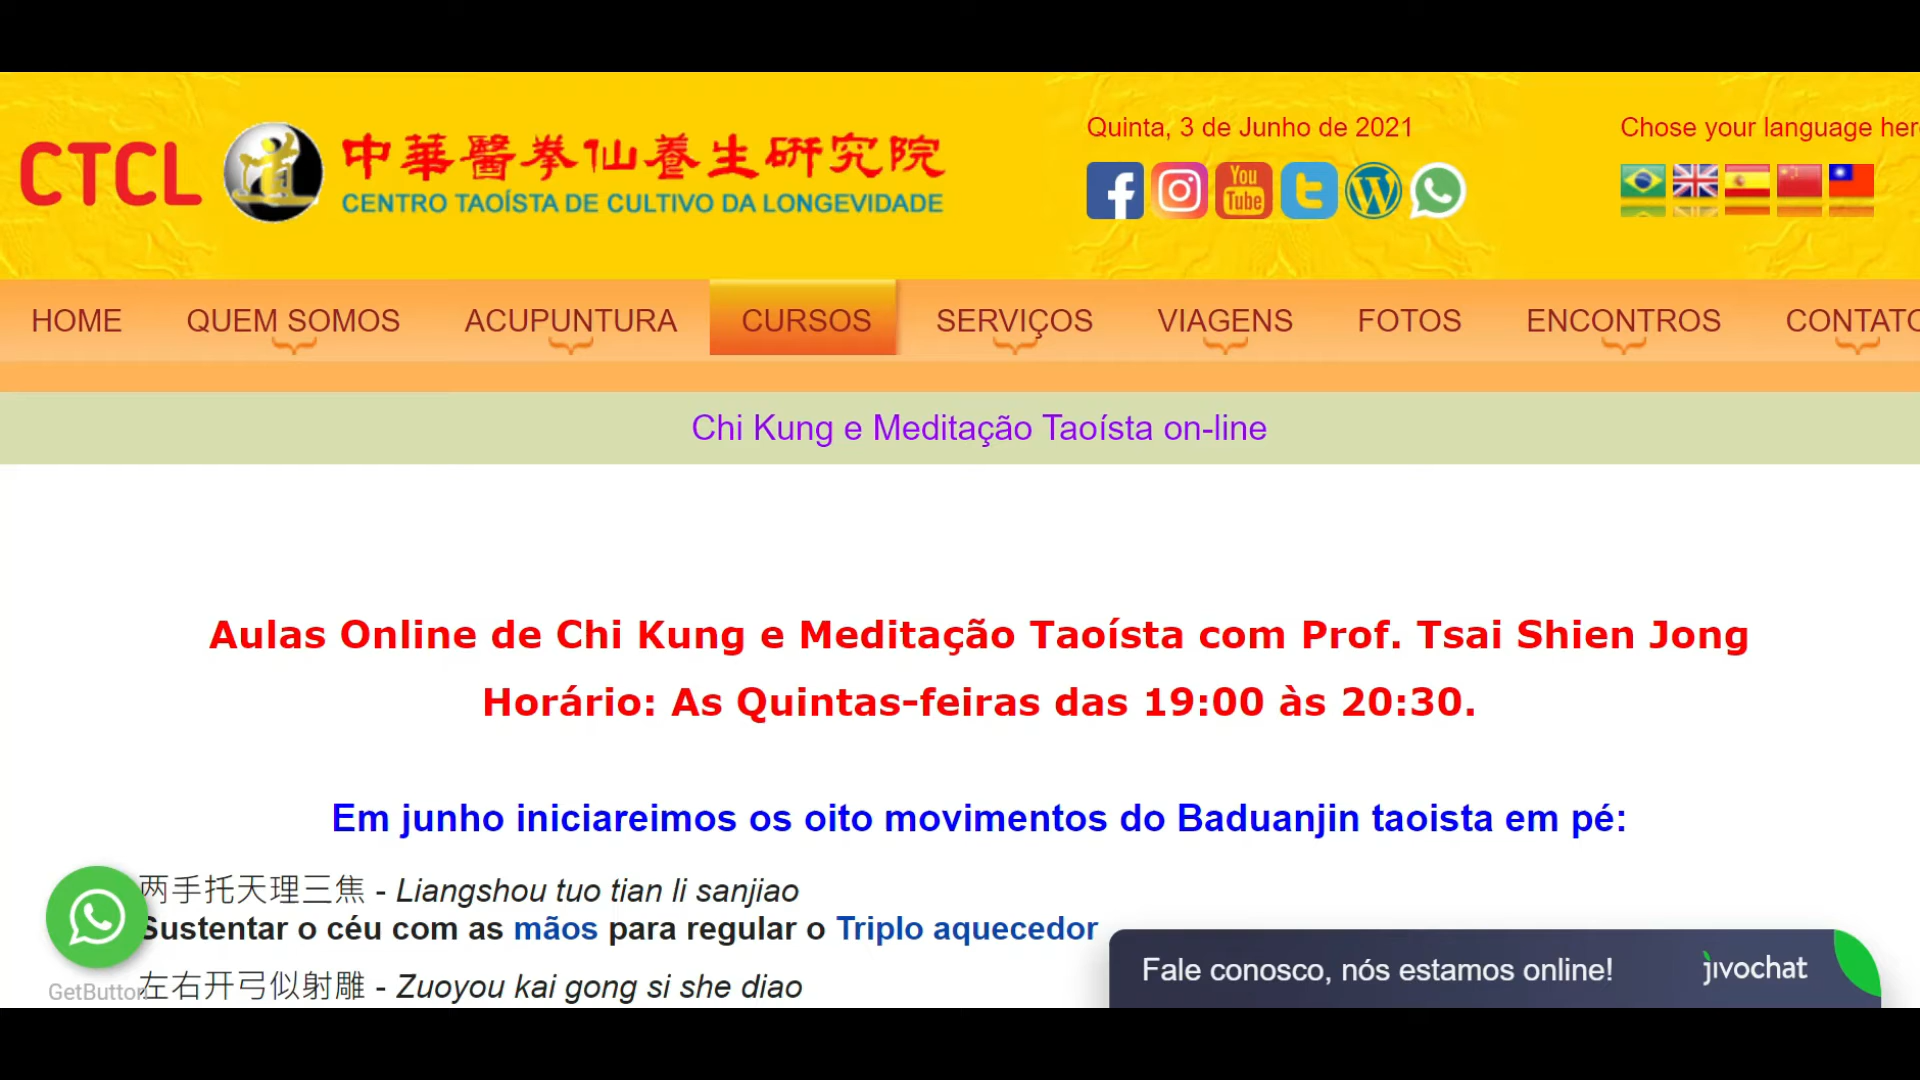 CTCL
道
中華醫拳仙養生研究院
CENTRO TAOÍSTA DE CULTIVO DA LONGEVIDADE
Quinta, 3 de Junho de 2021
You
Tube
Chose your language her
HOME QUEM SOMOS ACUPUNTURA CURSOS SERVIÇOS VIAGENS FOTOS ENCONTROS CONTATO
Chi Kung e Meditação Taoísta on-line
Aulas Online de Chi Kung e Meditação Taoísta com Prof. Tsai Shien Jong
Horário: As Quintas-feiras das 19:00 às 20:30.
Em junho iniciareimos os oito movimentos do Baduanjin taoista em pé:
两手托天理三焦 - Liangshou tuo tian li sanjiao
Sustentar o céu com as mãos para regular o Triplo aquecedor
左右开弓似射雕 - Zuoyou kai gong si she diao
GetButton
Fale conosco, nós estamos online!
jivochat